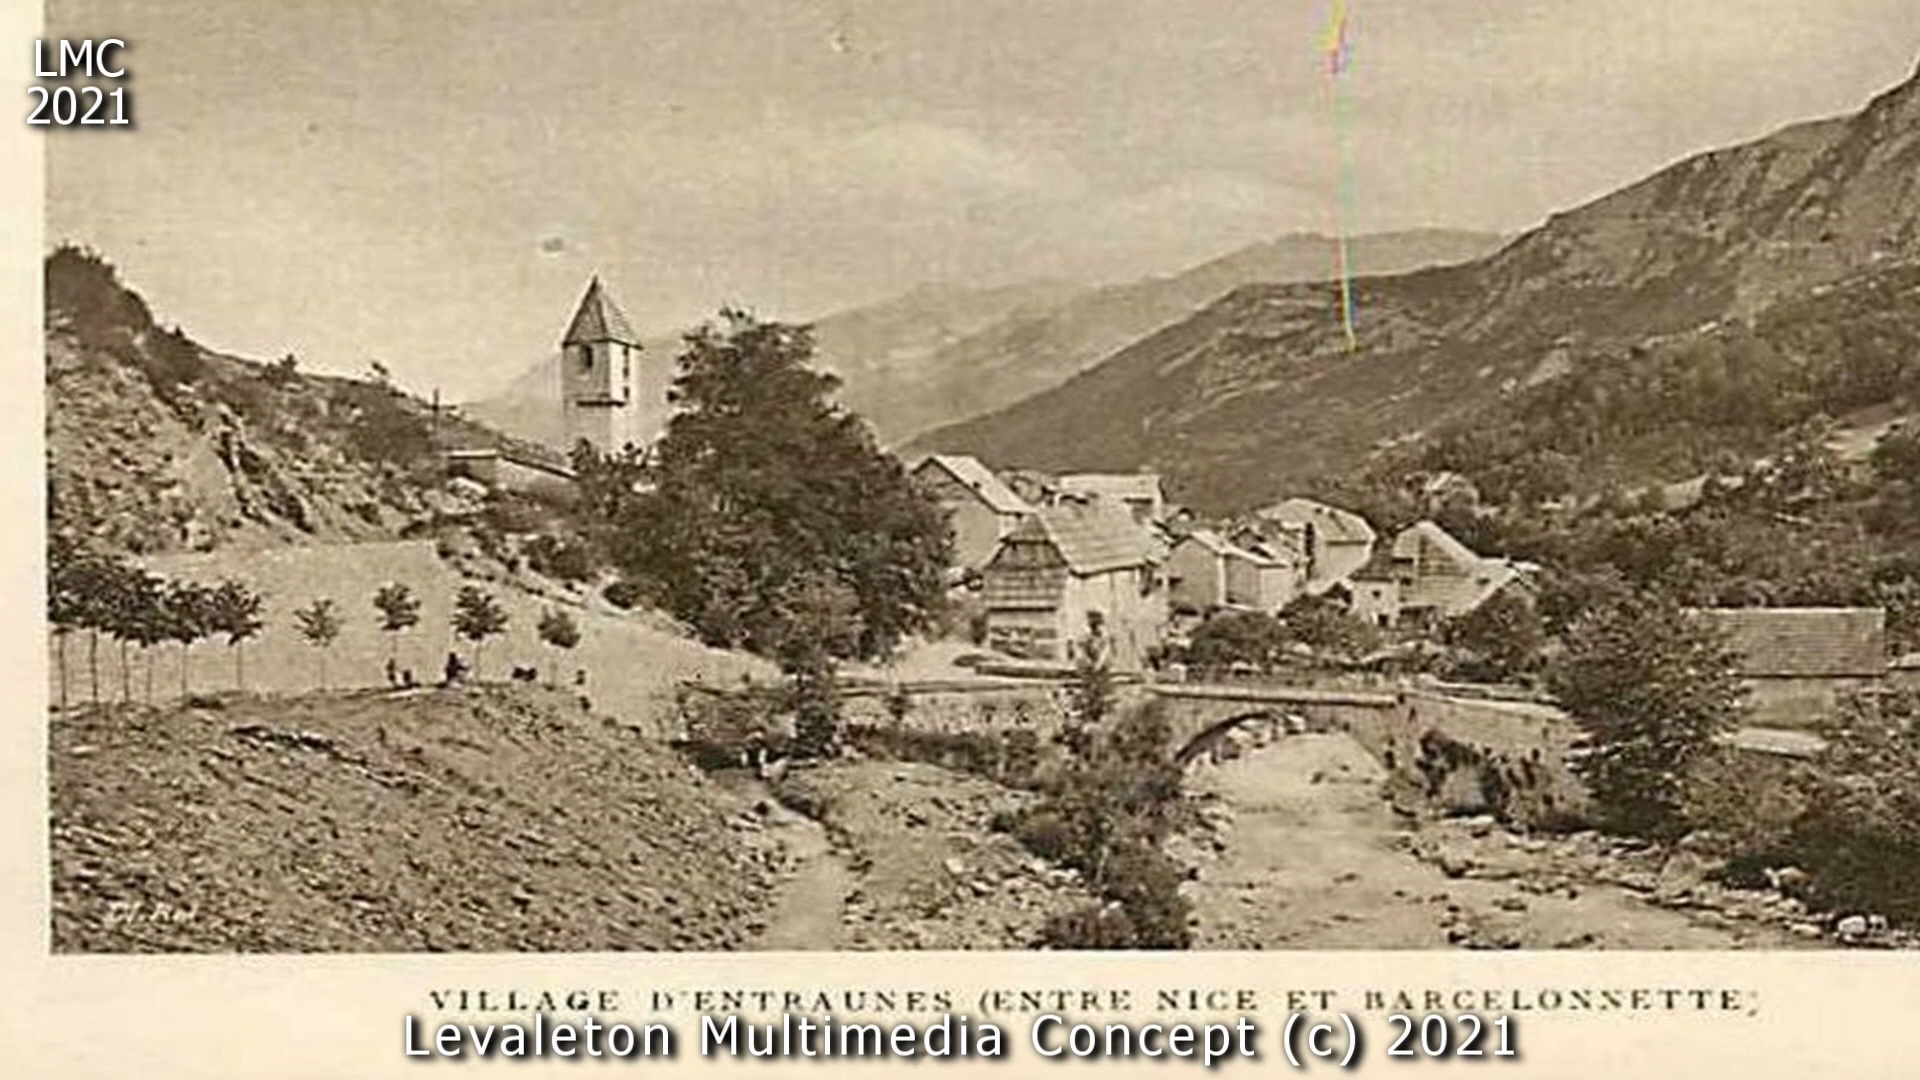 LMC
2021
VILLAGE D'ENTRAUNES (ENTRE NICE ET BARCELONNETTE)
Levaleton Multimedia Concept (c) 2021